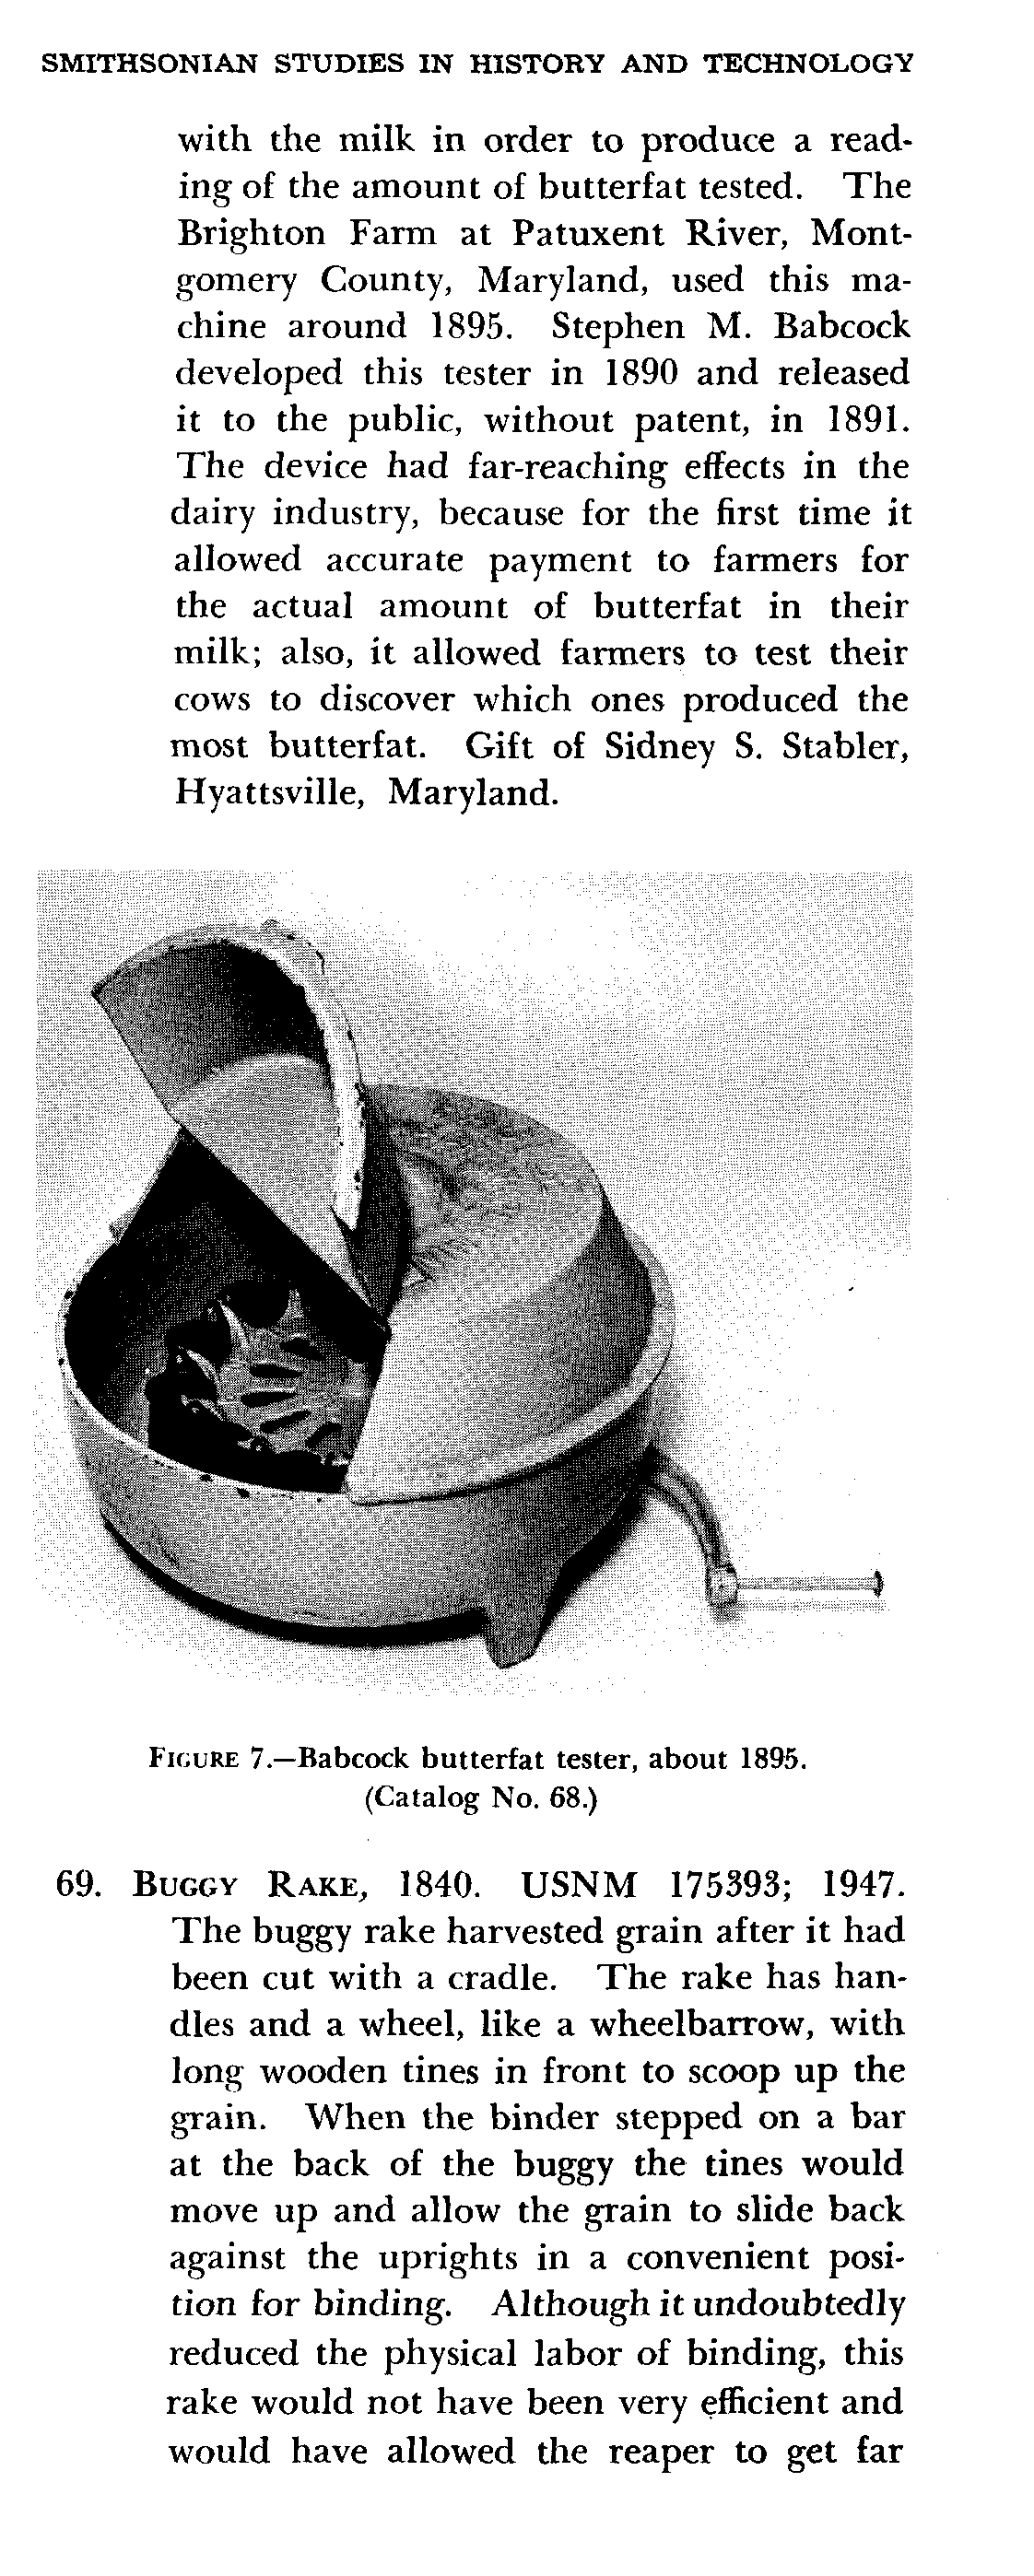 SMITHSONIAN STUDIES IN HISTORY AND TECHNOLOGY
with the milk in order to produce a read-
ing of the amount of butterfat tested. The
Brighton Farm at Patuxent River, Mont-
gomery County, Maryland, used this ma-
chine around 1895. Stephen M. Babcock
developed this tester in 1890 and released
it to the public, without patent, in 1891.
The device had far-reaching effects in the
dairy industry, because for the first time it
allowed accurate payment to farmers for
the actual amount of butterfat in their
milk; also, it allowed farmers to test their
cows to discover which ones produced the
most butterfat. Gift of Sidney S. Stabler,
Hyattsville, Maryland.
FIGURE 7.—Babcock butterfat tester, about 1895.
(Catalog No. 68.)
69. BUGGY RAKE, 1840. USNM 175393; 1947.
The buggy rake harvested grain after it had
been cut with a cradle. The rake has han-
dles and a wheel, like a wheelbarrow, with
long wooden tines in front to scoop up the
grain. When the binder stepped on a bar
at the back of the buggy the tines would
move up and allow the grain to slide back
against the uprights in a convenient posi-
tion for binding. Although it undoubtedly
reduced the physical labor of binding, this
rake would not have been very efficient and
would have allowed the reaper to get far